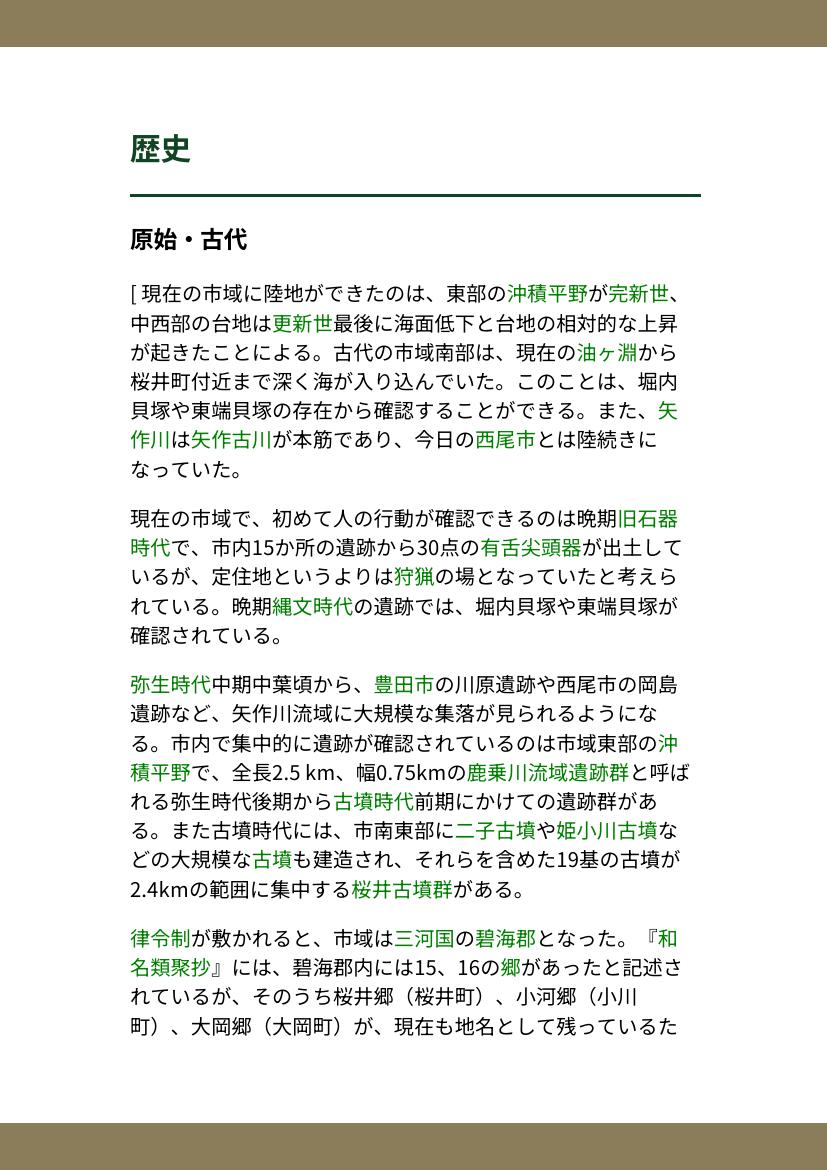 歴史
原始・古代
[ 現在の市域に陸地ができたのは、東部の沖積平野が完新世、
中西部の台地は更新世最後に海面低下と台地の相対的な上昇
が起きたことによる。古代の市域南部は、現在の油ヶ淵から
桜井町付近まで深く海が入り込んでいた。このことは、堀内
貝塚や東端貝塚の存在から確認することができる。また、矢
作川は矢作古川が本筋であり、今日の西尾市とは陸続きに
なっていた。
現在の市域で、初めて人の行動が確認できるのは晩期旧石器
時代で、市内15か所の遺跡から30点の有舌尖頭器が出土して
いるが、定住地というよりは狩猟の場となっていたと考えら
れている。晩期縄文時代の遺跡では、堀内貝塚や東端貝塚が
確認されている。
弥生時代中期中葉頃から、豊田市の川原遺跡や西尾市の岡島
遺跡など、矢作川流域に大規模な集落が見られるようにな
る。市内で集中的に遺跡が確認されているのは市域東部の沖
積平野で、全長2.5 km、幅0.75kmの鹿乗川流域遺跡群と呼ば
れる弥生時代後期から古墳時代前期にかけての遺跡群があ
る。また古墳時代には、市南東部に二子古墳や姫小川古墳な
どの大規模な古墳も建造され、それらを含めた19基の古墳が
2.4kmの範囲に集中する桜井古墳群がある。
律令制が敷かれると、市域は三河国の碧海郡となった。『和
名類聚抄』には、碧海郡内には15、16の郷があったと記述さ
れているが、そのうち桜井郷（桜井町）、小河郷（小川
町）、大岡郷（大岡町）が、現在も地名として残っているた